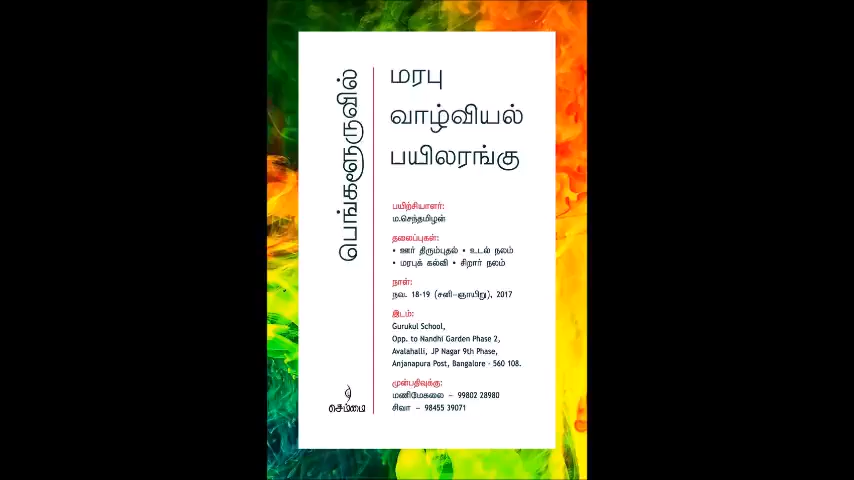 பெங்களூருவில்
மரபு
வாழ்வியல்
பயிலரங்கு
பயிற்சியாளர்:
ம.செந்தமிழன்
தலைப்புகள்:
• ஊர் திரும்புதல் • உடல் நலம்
• மரபுக் கல்வி • சிறார் நலம்
நாள்:
நவ. 18-19 (சனி-ஞாயிறு), 2017
இடம்:
Gurukul School,
Opp. to Nandhi Garden Phase 2,
Avalahalli, JP Nagar 9th Phase,
Anjanapura Post, Bangalore - 560 108.
முன்பதிவுக்கு:
மணிமேகலை – 99802 28980
சிவா – 98455 39071
செம்மை